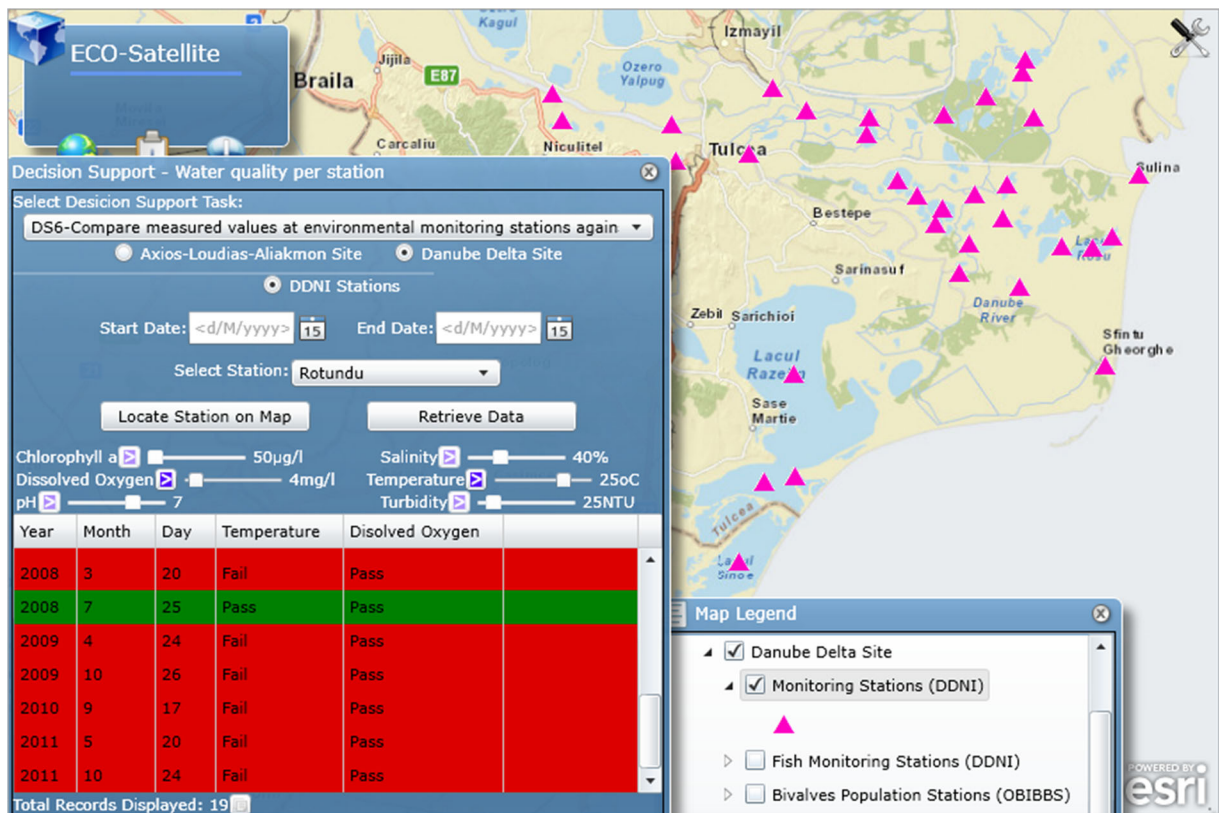 ECO-Satellite
Kagul
Izmayil
Jijila
Ozero
Yalpug
E87
Braila
Carcaliu
Niculitel
Tulcea
Sulina
Bestepe
Sarinasuf
Danube
River
Zebil
Sarichioi
Sfintu
Gheorghe
Lacul
Razelm
Sase
Martie
Tulcea
Lacul
Sinoe
Lacul
Rosu
Decision Support - Water quality per station
Select Desicion Support Task:
DS6-Compare measured values at environmental monitoring stations again
Axios-Loudias-Aliakmon Site Danube Delta Site
DDNI Stations
Start Date: <d/M/yyyy> 15 End Date: <d/M/yyyy> 15
Select Station: Rotundu
Locate Station on Map Retrieve Data
Chlorophyll a > 50µg/l Salinity > 40%
Dissolved Oxygen > 4mg/l Temperature > 25oC
pH > 7 Turbidity > 25NTU
Year Month Day Temperature Disolved Oxygen
2008 3 20 Fail Pass
2008 7 25 Pass Pass
2009 4 24 Fail Pass
2009 10 26 Fail Pass
2010 9 17 Fail Pass
2011 5 20 Fail Pass
2011 10 24 Fail Pass
Total Records Displayed: 19
Map Legend
Danube Delta Site
Monitoring Stations (DDNI)
Fish Monitoring Stations (DDNI)
Bivalves Population Stations (OBIBBS)
POWERED BY
esri